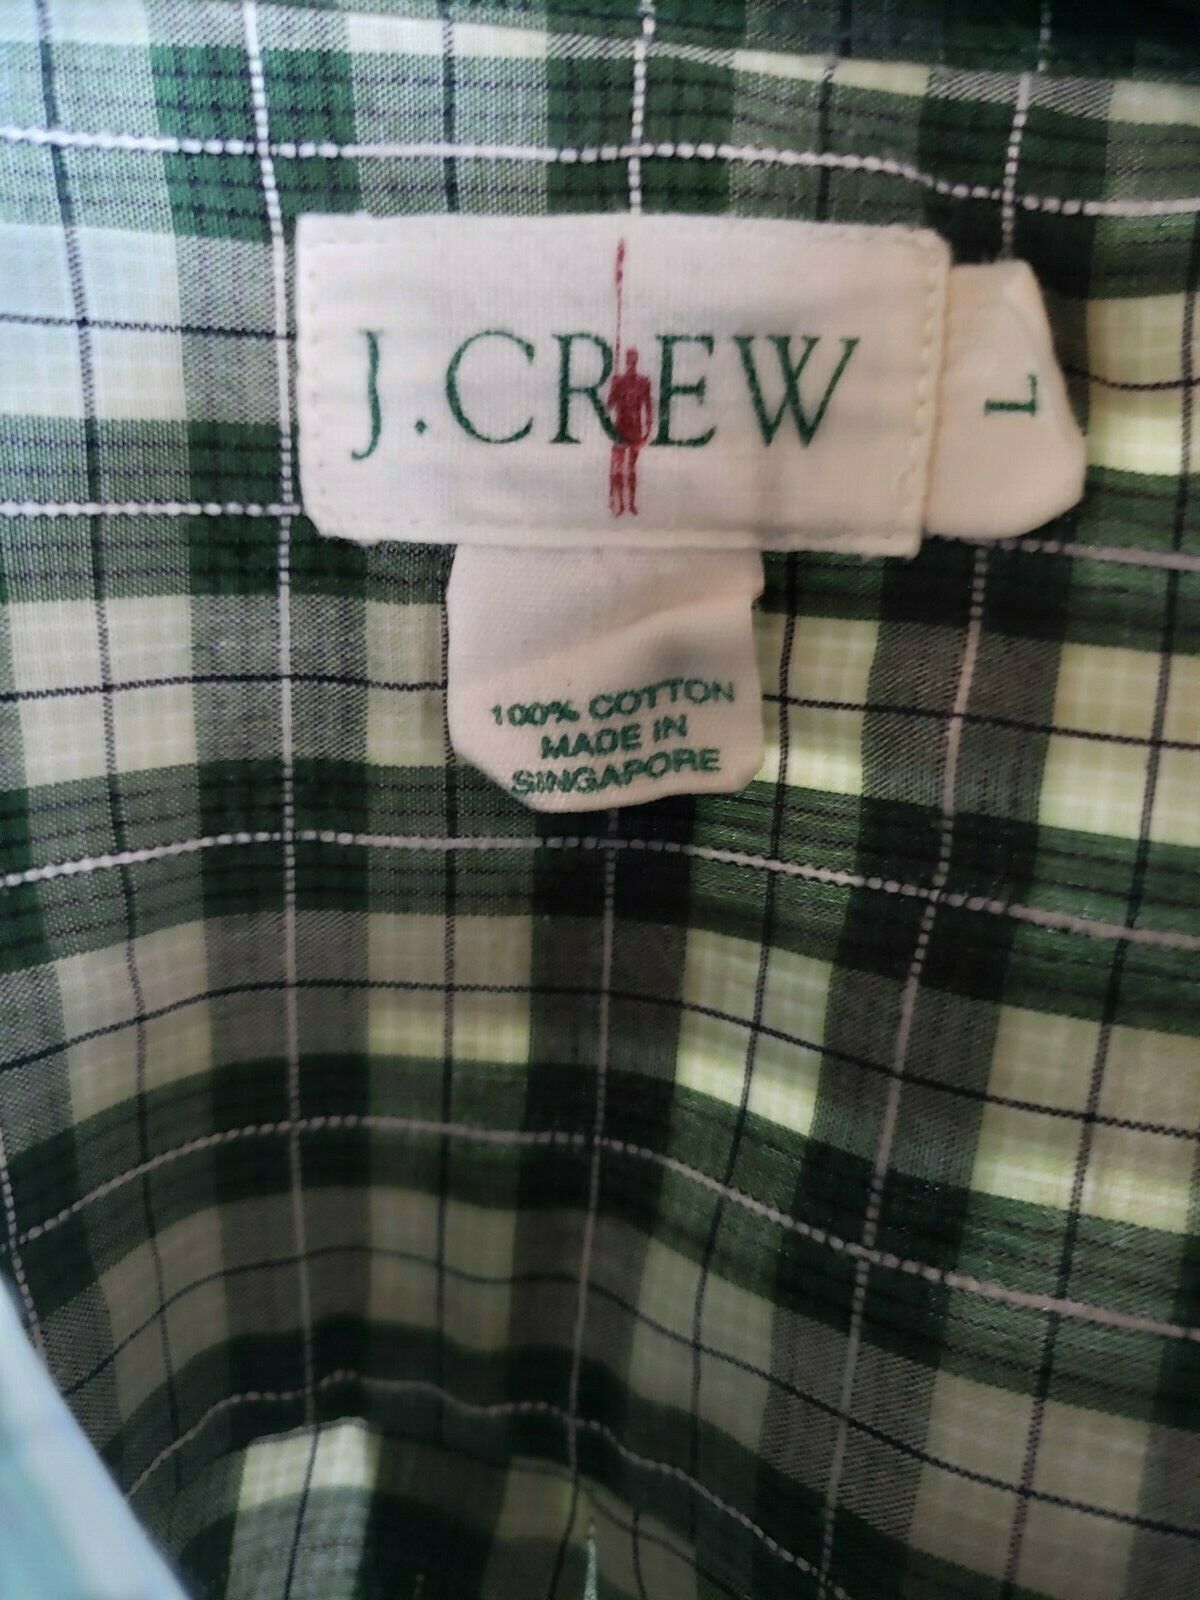 J.CREW
L
100% COTTON
MADE IN
SINGAPORE